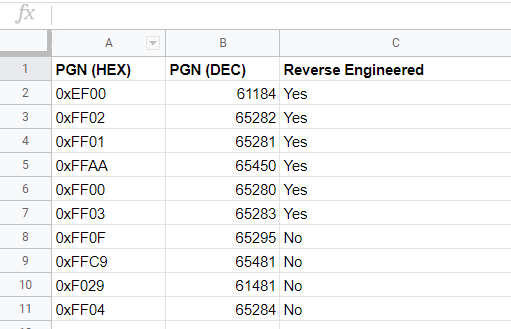 fx
A B C
1 PGN (HEX) PGN (DEC) Reverse Engineered
2 0xEF00 61184 Yes
3 0xFF02 65282 Yes
4 0xFF01 65281 Yes
5 0xFFAA 65450 Yes
6 0xFF00 65280 Yes
7 0xFF03 65283 Yes
8 0xFF0F 65295 No
9 0xFFC9 65481 No
10 0xF029 61481 No
11 0xFF04 65284 No